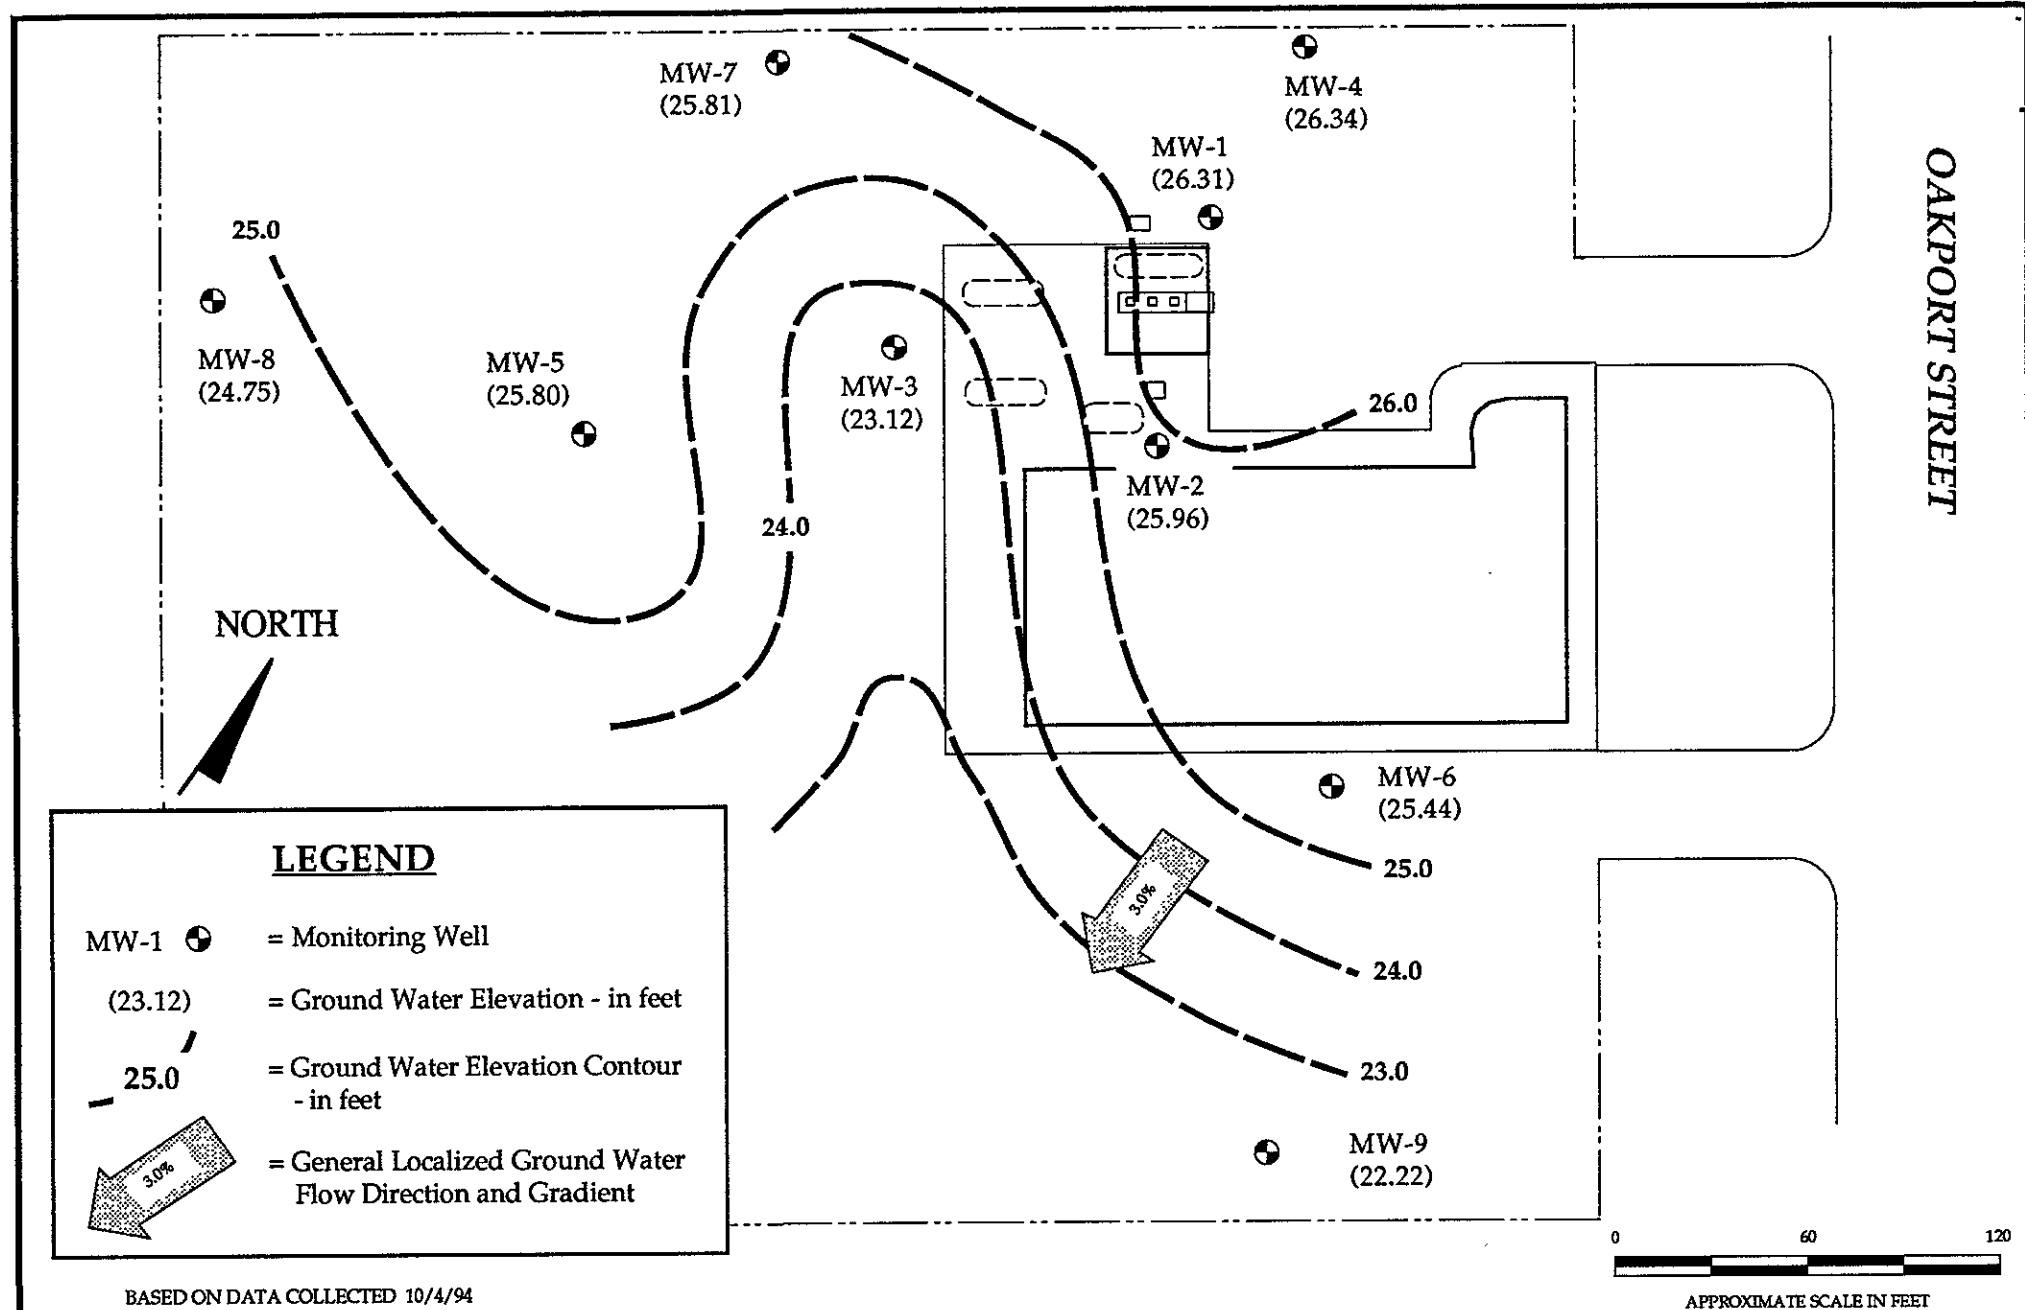 MW-7
(25.81)
MW-4
(26.34)
MW-1
(26.31)
OAKPORT STREET
25.0
MW-8
(24.75)
MW-5
(25.80)
MW-3
(23.12)
26.0
MW-2
(25.96)
24.0
NORTH
MW-6
(25.44)
25.0
3.0%
24.0
23.0
MW-9
(22.22)
LEGEND
MW-1 = Monitoring Well
(23.12) = Ground Water Elevation - in feet
25.0 = Ground Water Elevation Contour
- in feet
3.0% = General Localized Ground Water
Flow Direction and Gradient
0 60 120
APPROXIMATE SCALE IN FEET
BASED ON DATA COLLECTED 10/4/94